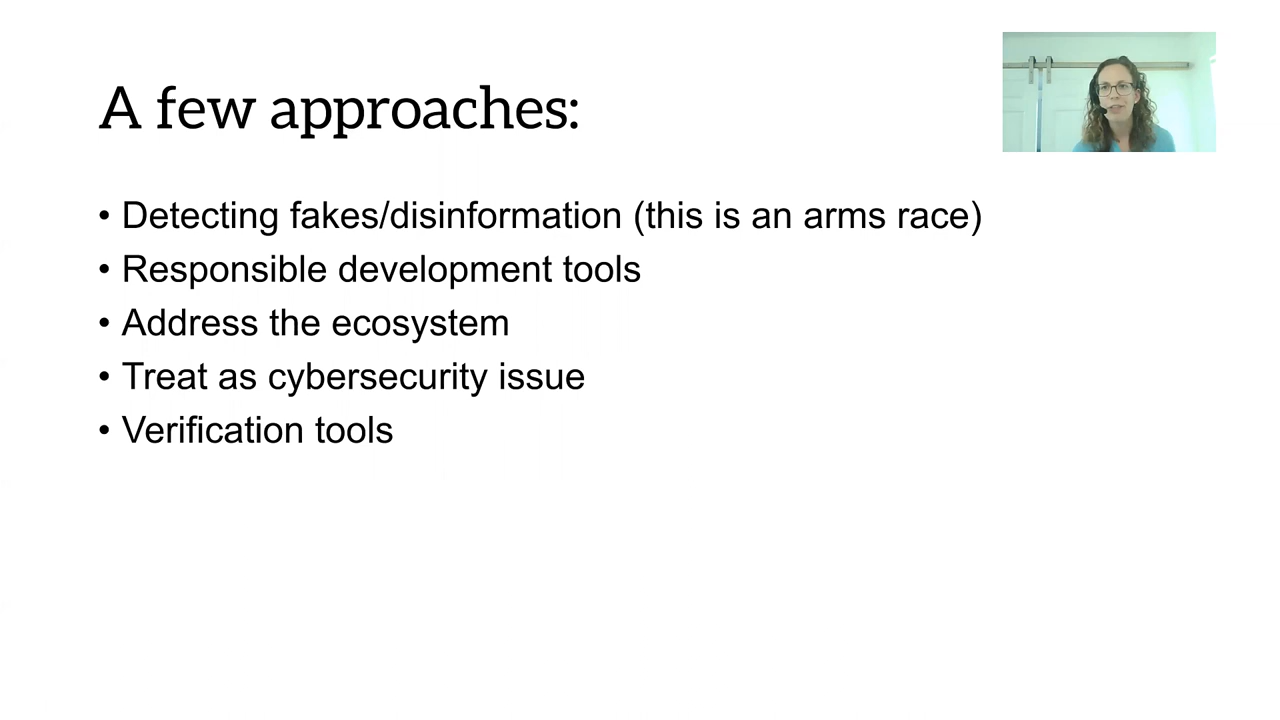 A few approaches:
• Detecting fakes/disinformation (this is an arms race)
• Responsible development tools
• Address the ecosystem
• Treat as cybersecurity issue
• Verification tools